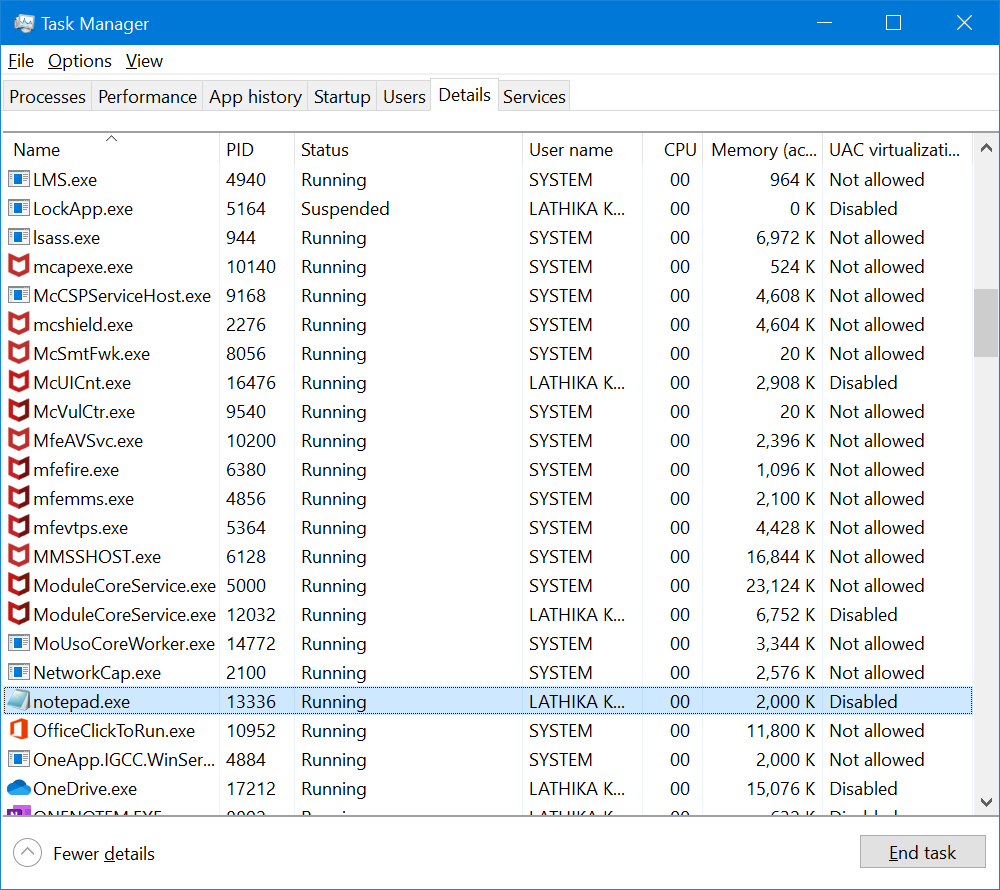 Task Manager
File Options View
Processes Performance App history Startup Users Details Services
Name PID Status User name CPU Memory (ac... UAC virtualizati...
LMS.exe 4940 Running SYSTEM 00 964 K Not allowed
LockApp.exe 5164 Suspended LATHIKA K... 00 0 K Disabled
lsass.exe 944 Running SYSTEM 00 6,972 K Not allowed
mcapexe.exe 10140 Running SYSTEM 00 524 K Not allowed
McCSPServiceHost.exe 9168 Running SYSTEM 00 4,608 K Not allowed
mcshield.exe 2276 Running SYSTEM 00 4,604 K Not allowed
McSmtFwk.exe 8056 Running SYSTEM 00 20 K Not allowed
McUICnt.exe 16476 Running LATHIKA K... 00 2,908 K Disabled
McVulCtr.exe 9540 Running SYSTEM 00 20 K Not allowed
MfeAVSvc.exe 10200 Running SYSTEM 00 2,396 K Not allowed
mfefire.exe 6380 Running SYSTEM 00 1,096 K Not allowed
mfemms.exe 4856 Running SYSTEM 00 2,100 K Not allowed
mfevtps.exe 5364 Running SYSTEM 00 4,428 K Not allowed
MMSSHOST.exe 6128 Running SYSTEM 00 16,844 K Not allowed
ModuleCoreService.exe 5000 Running SYSTEM 00 23,124 K Not allowed
ModuleCoreService.exe 12032 Running LATHIKA K... 00 6,752 K Disabled
MoUsoCoreWorker.exe 14772 Running SYSTEM 00 3,344 K Not allowed
NetworkCap.exe 2100 Running SYSTEM 00 2,576 K Not allowed
notepad.exe 13336 Running LATHIKA K... 00 2,000 K Disabled
OfficeClickToRun.exe 10952 Running SYSTEM 00 11,800 K Not allowed
OneApp.IGCC.WinSer... 4884 Running SYSTEM 00 2,000 K Not allowed
OneDrive.exe 17212 Running LATHIKA K... 00 15,076 K Disabled
Fewer details End task